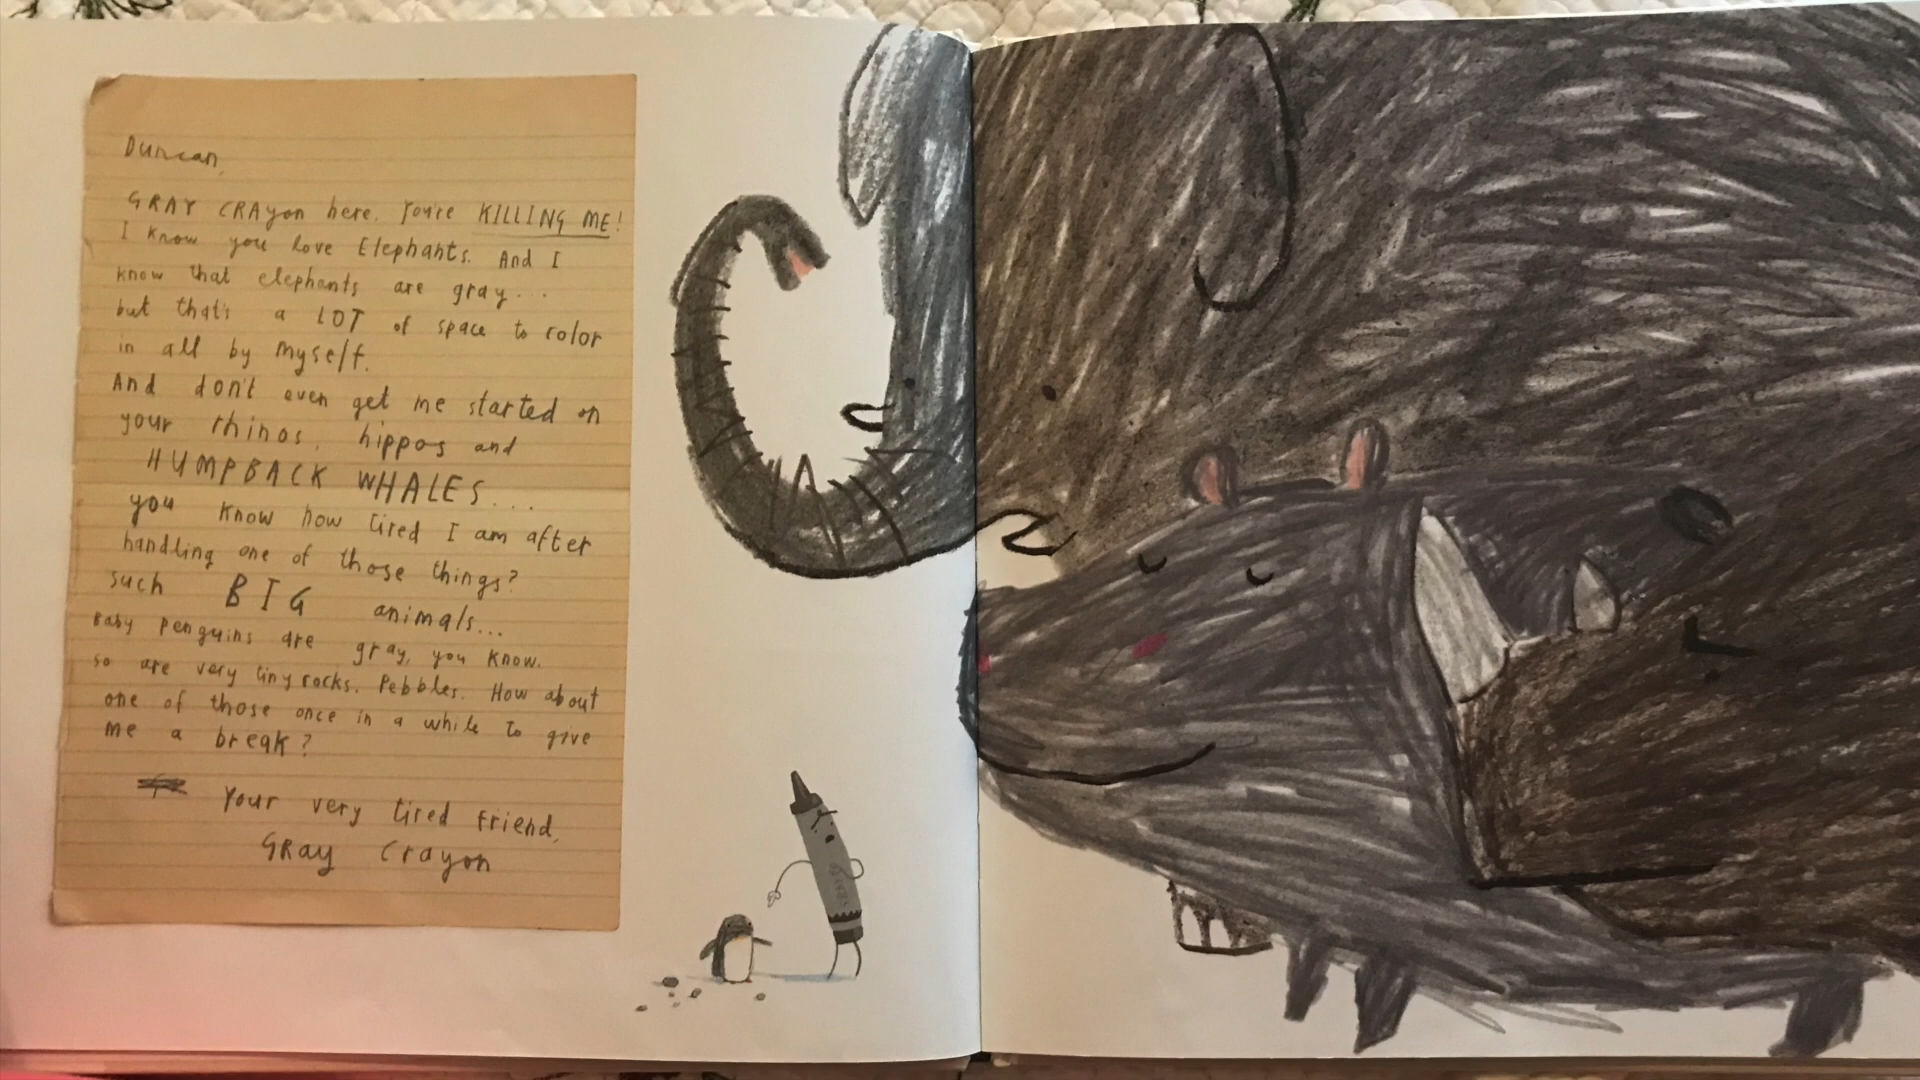 Duncan,
GRAY CRAyon here. You're KILLING ME!
I know you love Elephants. And I
know that elephants are gray...
but that's a LOT of space to color
in all by myself.
And don't even get me started on
your rhinos, hippos and
HUMPBACK WHALES...
you know how tired I am after
handling one of those things?
such BIG animals...
Baby penguins are gray, you know.
so are very tiny rocks. Pebbles. How about
one of those once in a while to give
me a break?
Your very tired friend,
GRay Crayon